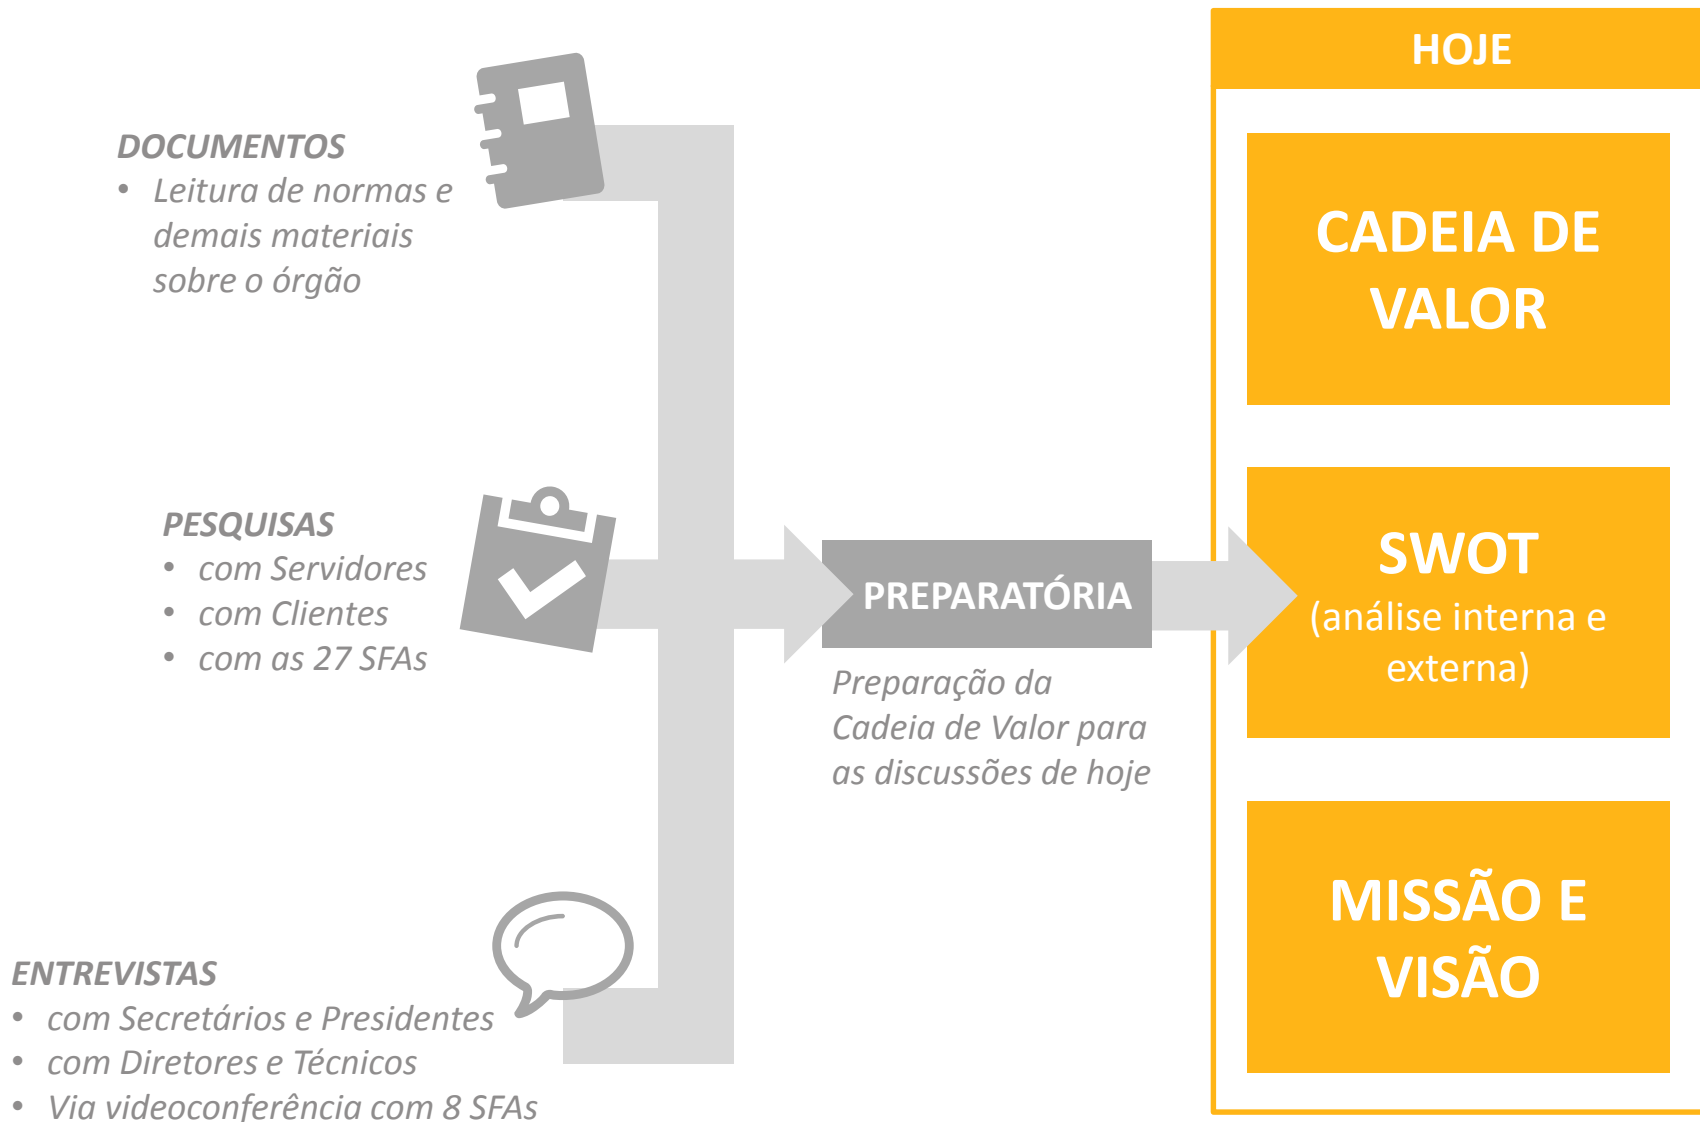 DOCUMENTOS
• Leitura de normas e
demais materiais
sobre o órgão
PESQUISAS
• com Servidores
• com Clientes
• com as 27 SFAs
ENTREVISTAS
• com Secretários e Presidentes
• com Diretores e Técnicos
• Via videoconferência com 8 SFAs
PREPARATÓRIA
Preparação da
Cadeia de Valor para
as discussões de hoje
HOJE
CADEIA DE
VALOR
SWOT
(análise interna e
externa)
MISSÃO E
VISÃO